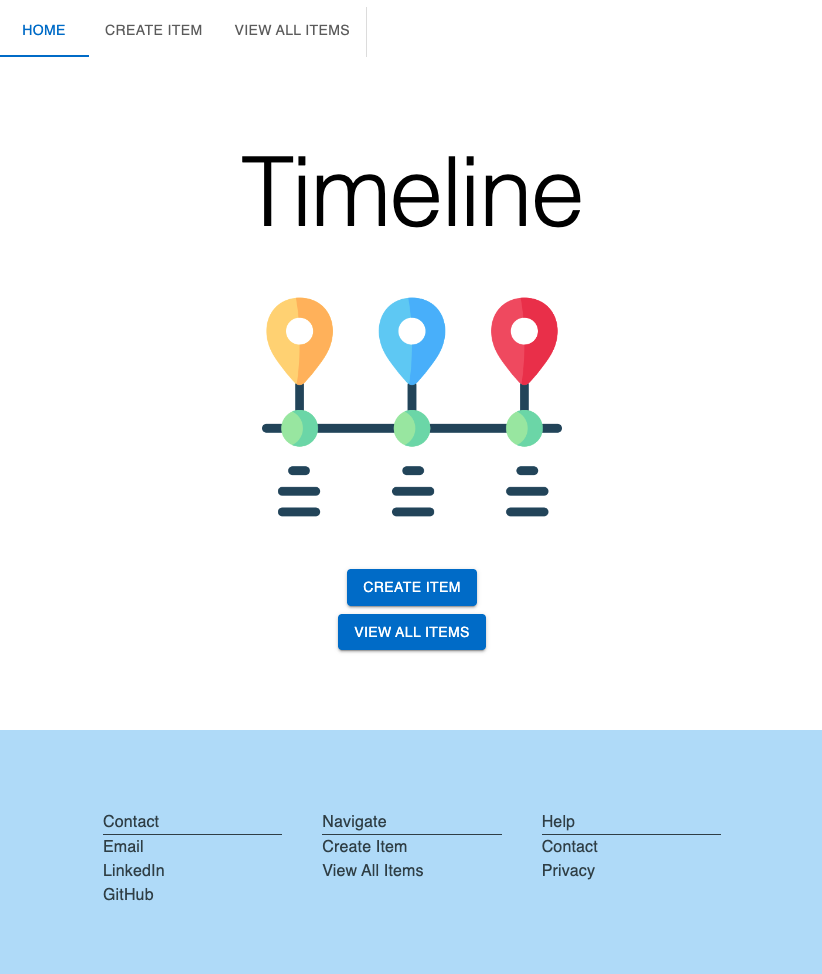 HOME CREATE ITEM VIEW ALL ITEMS
Timeline
CREATE ITEM
VIEW ALL ITEMS
Contact
Email
LinkedIn
GitHub
Navigate
Create Item
View All Items
Help
Contact
Privacy